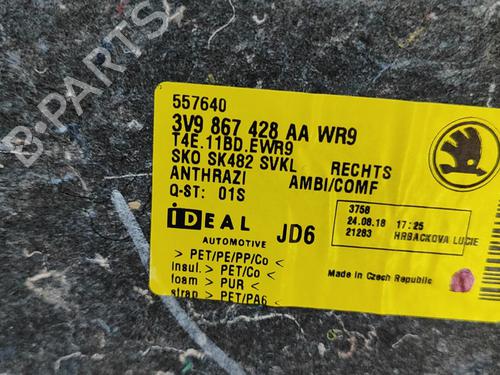 B-PARTS
557640
3V9 867 428 AA WR9
T4E.11BD.EWR9
SKO SK482 SVKL RECHTS
ANTHRAZI AMBI/COMF
Q-ST: 01S
iDEAL
AUTOMOTIVE JD6
3758
24.08.18 17:25
21283 HRBACKOVA LUCIE
> PET/PE/PP/Co <
insul. > PET/Co <
foam > PUR <
strap > PET/PA6 <
Made in Czech Republic